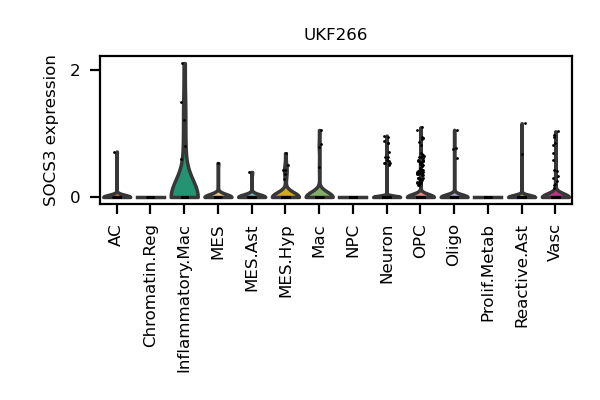 UKF266
SOCS3 expression
2
0
AC
Chromatin.Reg
Inflammatory.Mac
MES
MES.Ast
MES.Hyp
Mac
NPC
Neuron
OPC
Oligo
Prolif.Metab
Reactive.Ast
Vasc